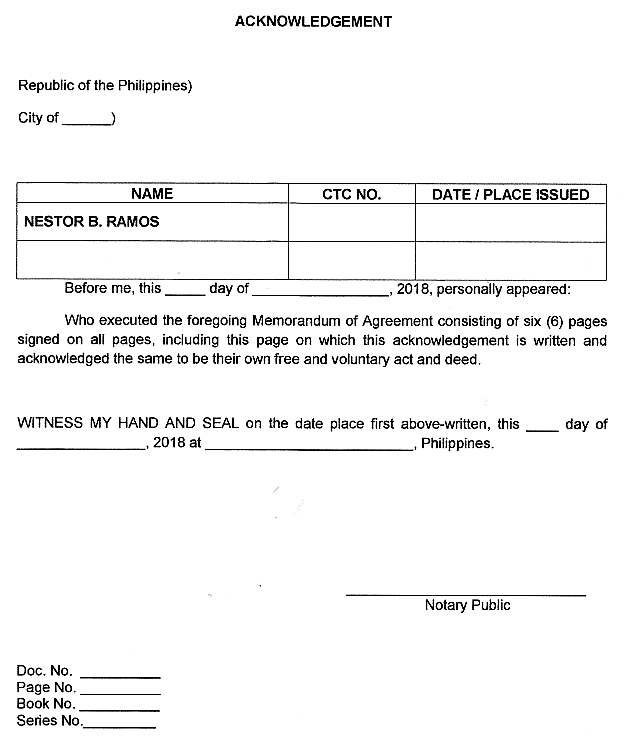 ACKNOWLEDGEMENT
Republic of the Philippines)
City of ______)
NAME CTC NO. DATE / PLACE ISSUED
NESTOR B. RAMOS
Before me, this _____ day of _________________, 2018, personally appeared:
Who executed the foregoing Memorandum of Agreement consisting of six (6) pages
signed on all pages, including this page on which this acknowledgement is written and
acknowledged the same to be their own free and voluntary act and deed.
WITNESS MY HAND AND SEAL on the date place first above-written, this ____ day of
________________, 2018 at __________________________, Philippines.
Notary Public
Doc. No. __________
Page No. __________
Book No. __________
Series No._________